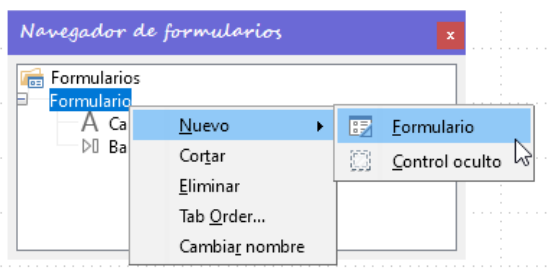 Navegador de formularios
x
Formularios
Formulario
Ca
Ba
Nuevo
Cortar
Eliminar
Tab Order...
Cambiar nombre
Formulario
Control oculto